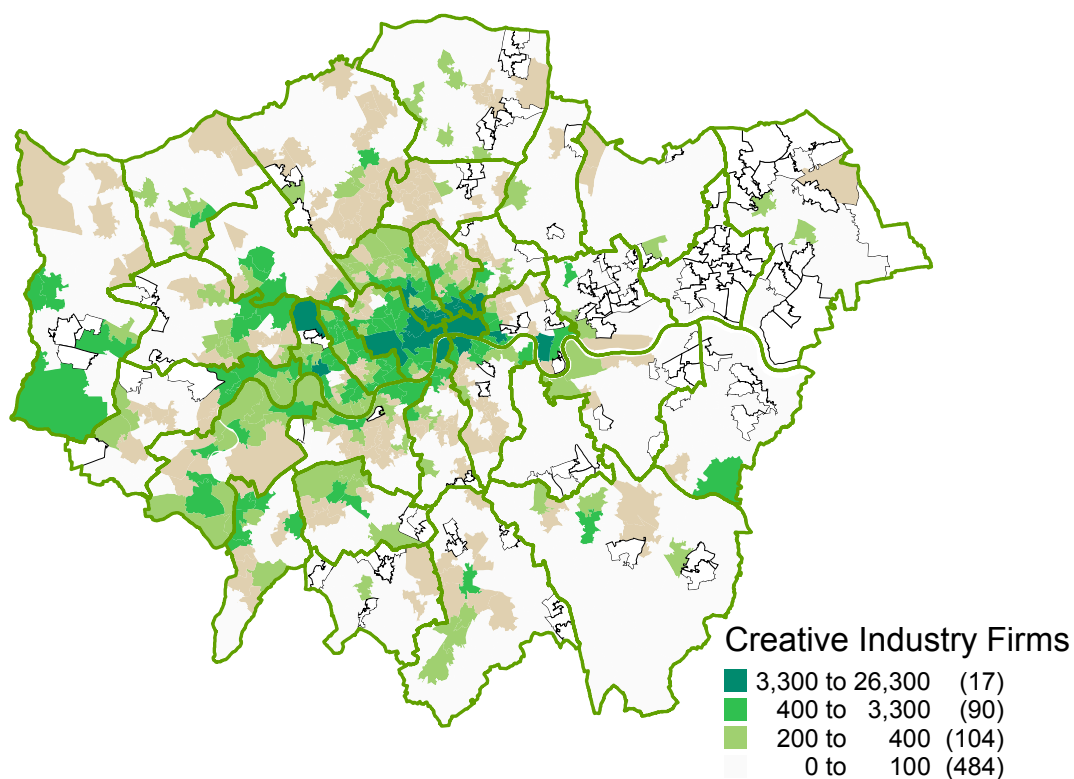 Creative Industry Firms
3,300 to 26,300 (17)
400 to 3,300 (90)
200 to 400 (104)
0 to 100 (484)